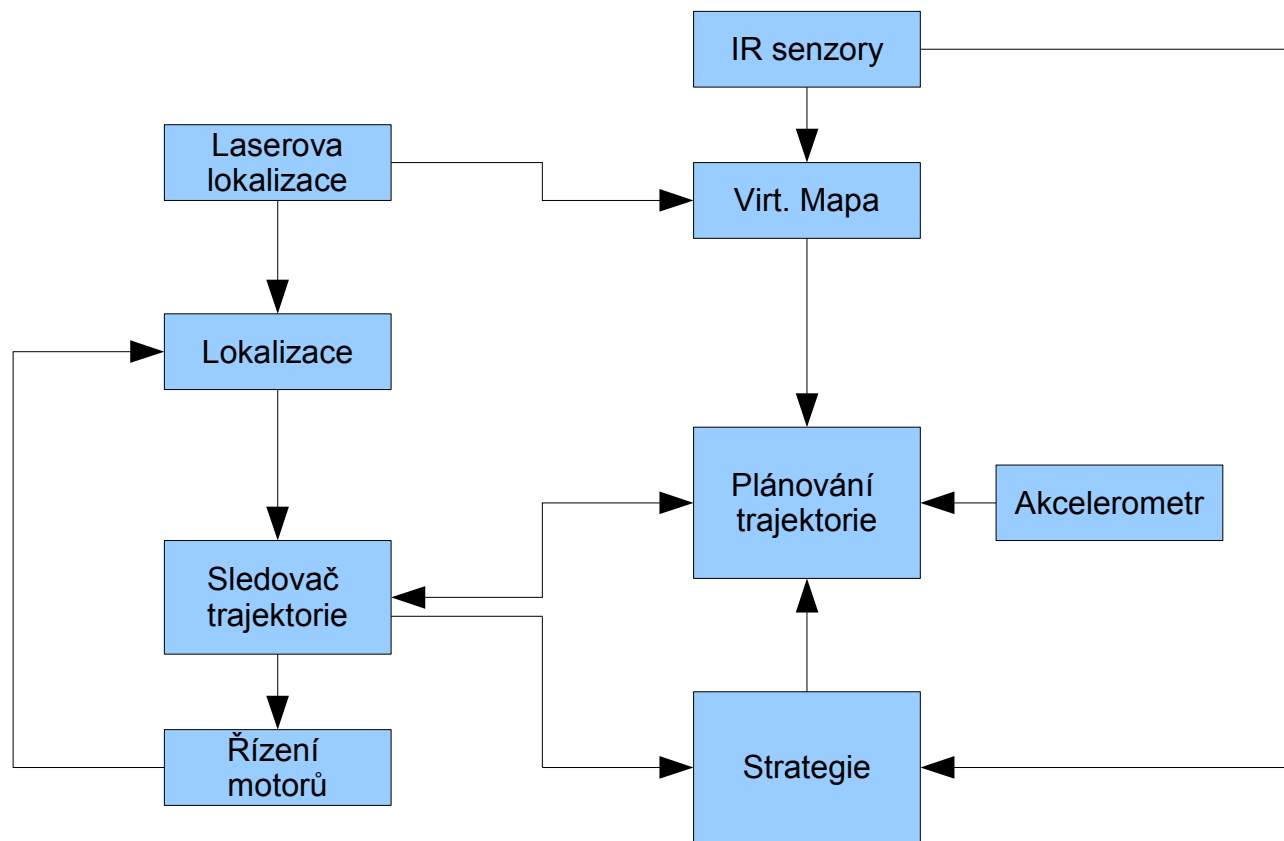 IR senzory
Laserova
lokalizace
Virt. Mapa
Lokalizace
Plánování
trajektorie
Akcelerometr
Sledovač
trajektorie
Řízení
motorů
Strategie